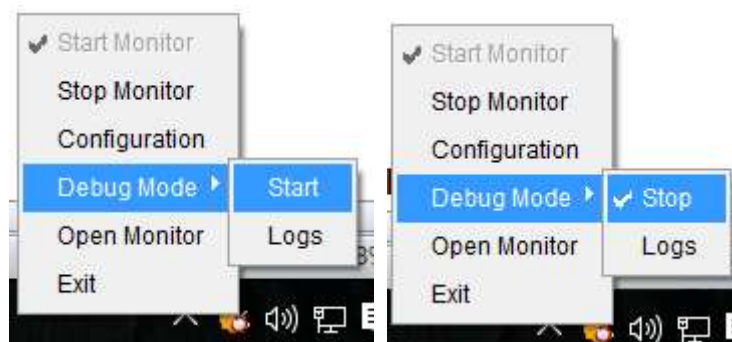 Start Monitor
Stop Monitor
Configuration
Debug Mode
Start
Open Monitor
Logs
Exit
Start Monitor
Stop Monitor
Configuration
Debug Mode
Stop
Open Monitor
Logs
Exit